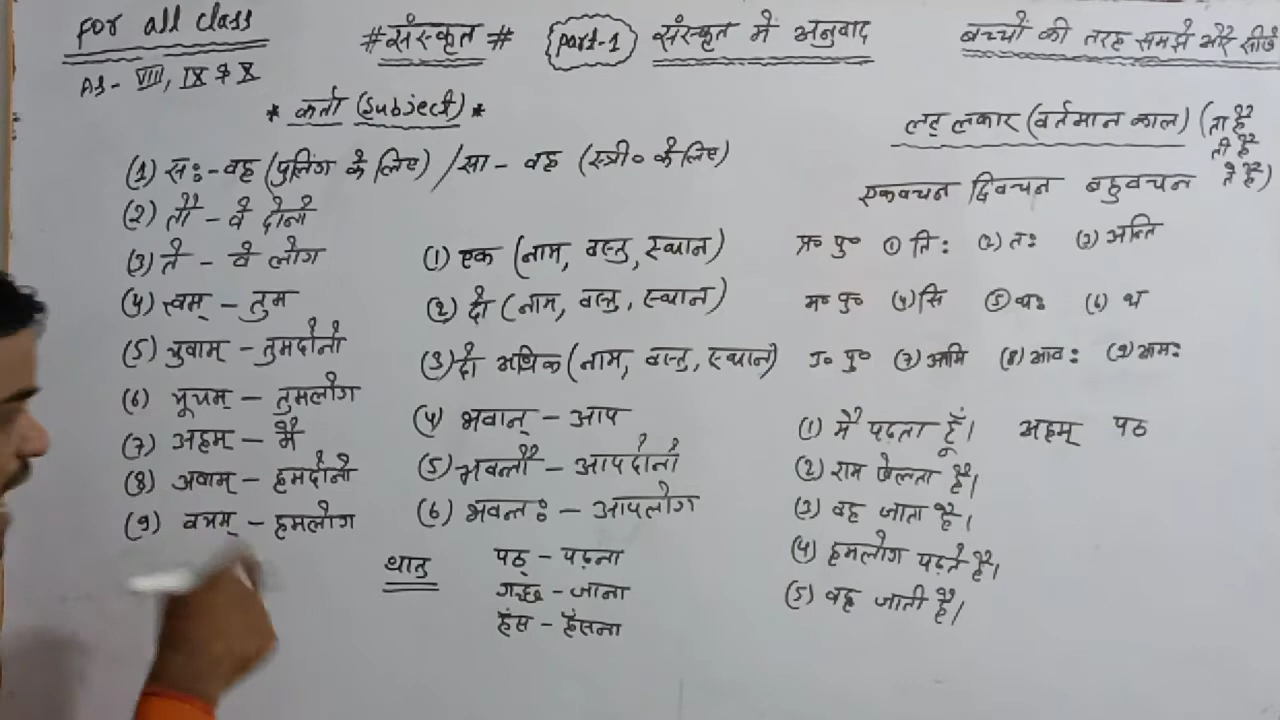 For all class
As - VIII, IX & X
# संस्कृत #
Part-1
संस्कृत में अनुवाद
बच्चों की तरह समझे और सीखें
* कर्ता (Subject) *
(1) सः - वह (पुलिंग के लिए) / सा - वह (स्त्री० के लिए)
(2) तौ - वे दोनों
(3) ते - वे लोग
(4) त्वम् - तुम
(5) युवाम् - तुमदोनों
(6) यूयम् - तुमलोग
(7) अहम् - मैं
(8) अवाम् - हमदोनों
(9) वयम् - हमलोग
(1) एक (नाम, वस्तु, स्थान)
(2) दो (नाम, वस्तु, स्थान)
(3) दो अधिक (नाम, वस्तु, स्थान)
(4) भवान् - आप
(5) भवन्तौ - आपदोनों
(6) भवन्तः - आपलोग
धातु
पठ् - पढ़ना
गच्छ - जाना
हँस - हँसना
लट् लकार (वर्तमान काल) (ता है
ती है
ते है)
एकवचन द्विवचन बहुवचन
प्र० पु० (1) तिः (2) तः (3) अन्ति
म० पु० (4) सि (5) थः (6) थ
उ० पु० (7) आमि (8) आवः (9) आमः
(1) मैं पढ़ता हूँ। अहम् पठ
(2) राम खेलता है।
(3) वह जाता है।
(4) हमलोग पढ़ते हैं।
(5) वह जाती है।